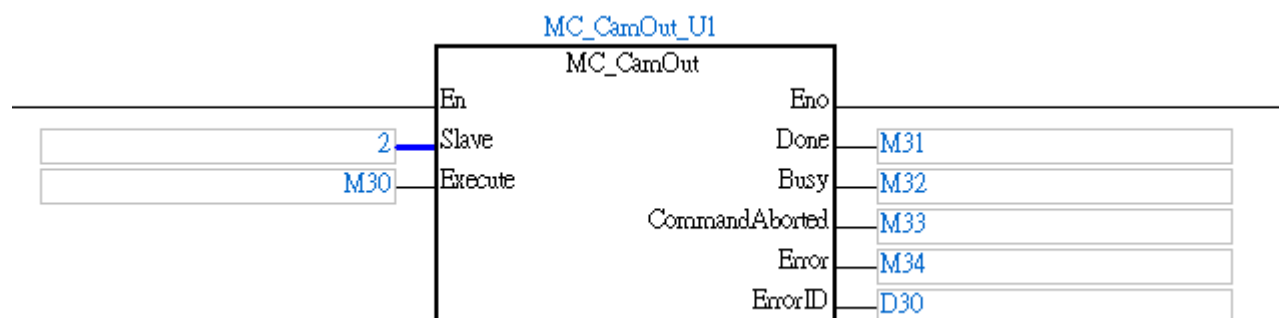 MC_CamOut_U1
MC_CamOut
En Eno
2 Slave Done M31
M30 Execute Busy M32
CommandAborted M33
Error M34
ErrorID D30